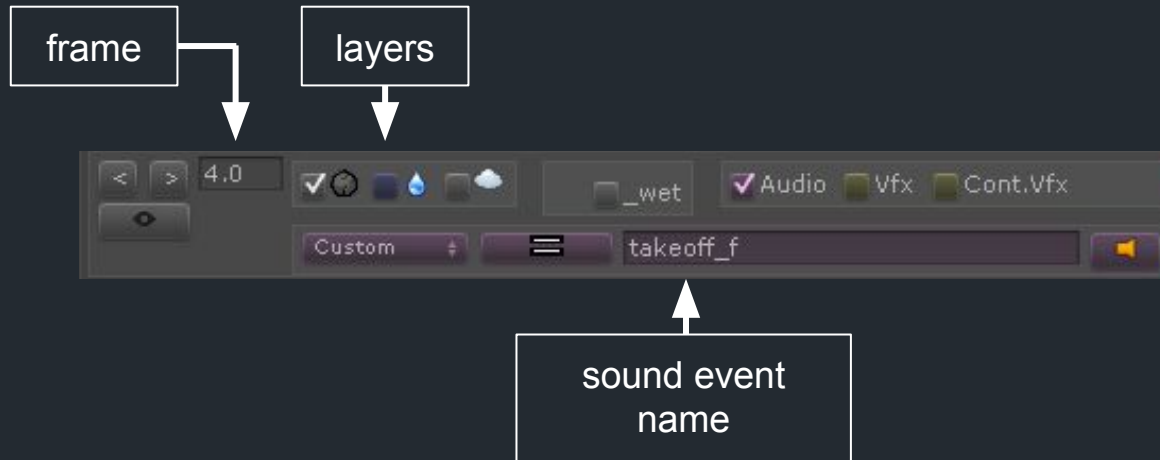 frame
layers
< > 4.0
_wet
Audio
Vfx
Cont.Vfx
Custom
takeoff_f
sound event
name